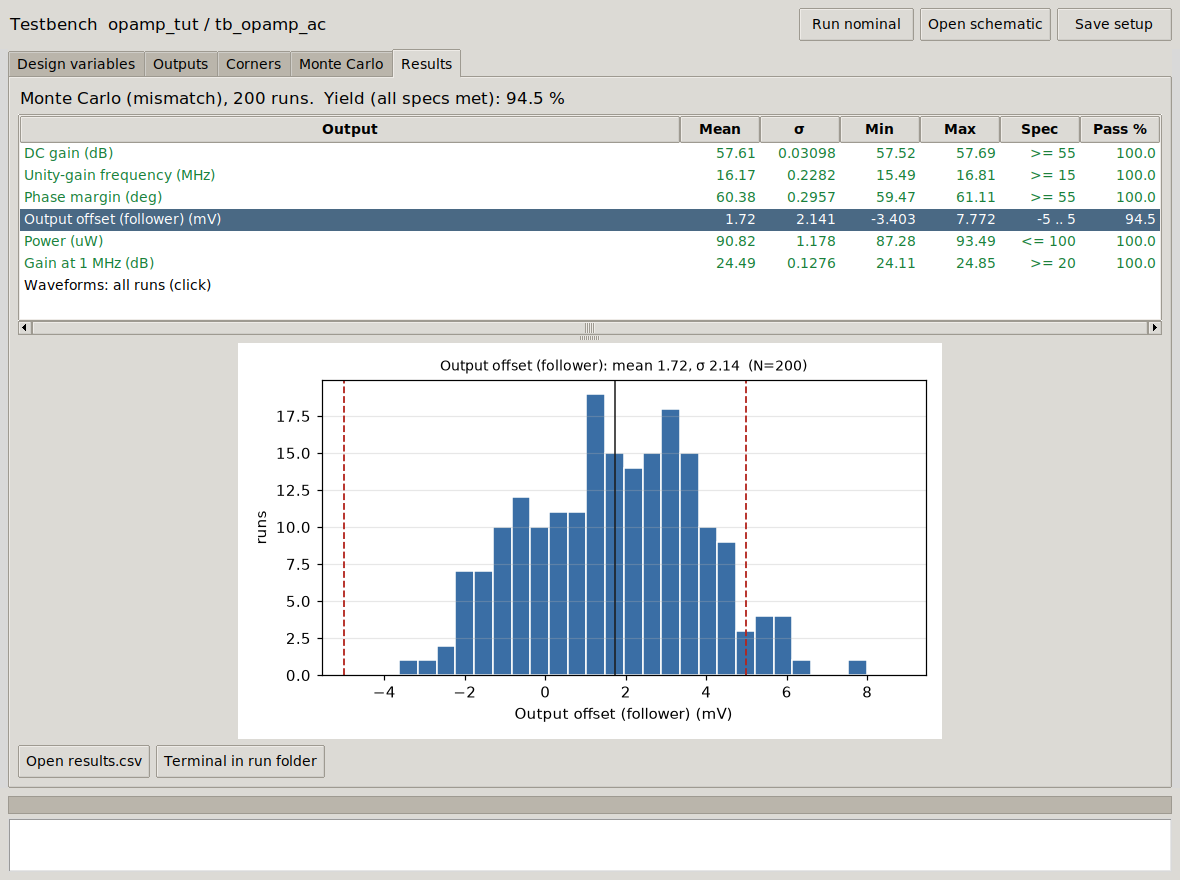 Testbench  opamp_tut / tb_opamp_ac
Run nominal
Open schematic
Save setup
Design variables
Outputs
Corners
Monte Carlo
Results
Monte Carlo (mismatch), 200 runs.  Yield (all specs met): 94.5 %
Output Mean σ Min Max Spec Pass %
DC gain (dB) 57.61 0.03098 57.52 57.69 >= 55 100.0
Unity-gain frequency (MHz) 16.17 0.2282 15.49 16.81 >= 15 100.0
Phase margin (deg) 60.38 0.2957 59.47 61.11 >= 55 100.0
Output offset (follower) (mV) 1.72 2.141 -3.403 7.772 -5 .. 5 94.5
Power (uW) 90.82 1.178 87.28 93.49 <= 100 100.0
Gain at 1 MHz (dB) 24.49 0.1276 24.11 24.85 >= 20 100.0
Waveforms: all runs (click)
Output offset (follower): mean 1.72, σ 2.14  (N=200)
17.5
15.0
12.5
10.0
7.5
5.0
2.5
0.0
runs
−4 −2 0 2 4 6 8
Output offset (follower) (mV)
Open results.csv
Terminal in run folder